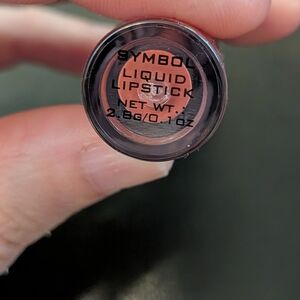 SYMBOL
LIQUID
LIPSTICK
NET WT.:
2.8G/0.1OZ